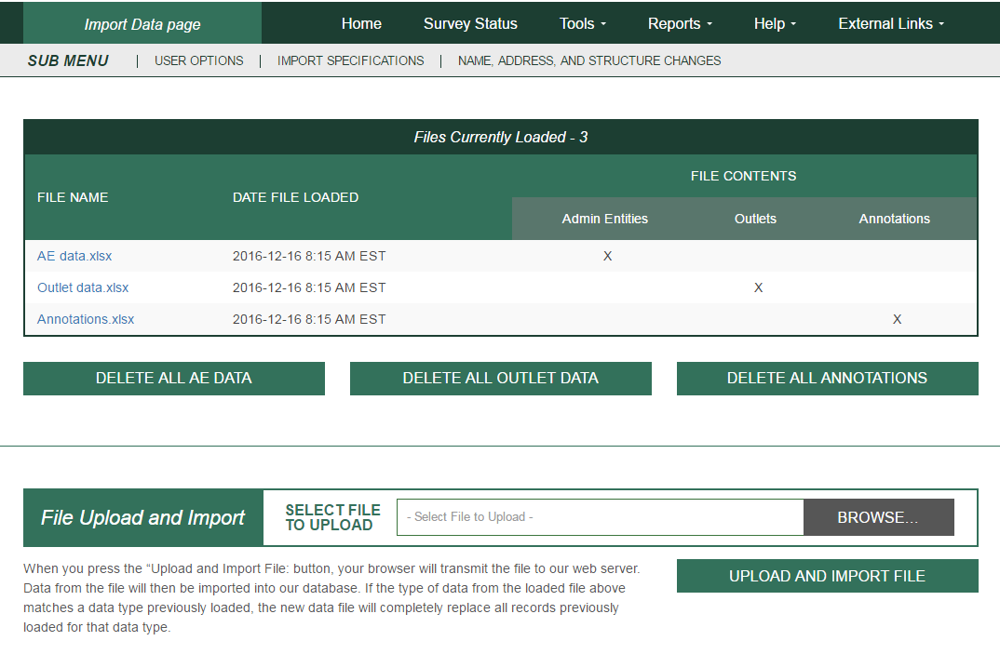 Import Data page Home Survey Status Tools Reports Help External Links
SUB MENU | USER OPTIONS | IMPORT SPECIFICATIONS | NAME, ADDRESS, AND STRUCTURE CHANGES
Files Currently Loaded - 3
FILE CONTENTS
FILE NAME DATE FILE LOADED
Admin Entities Outlets Annotations
AE data.xlsx 2016-12-16 8:15 AM EST X
Outlet data.xlsx 2016-12-16 8:15 AM EST X
Annotations.xlsx 2016-12-16 8:15 AM EST X
DELETE ALL AE DATA DELETE ALL OUTLET DATA DELETE ALL ANNOTATIONS
File Upload and Import
SELECT FILE
TO UPLOAD
- Select File to Upload - BROWSE...
When you press the “Upload and Import File: button, your browser will transmit the file to our web server.
Data from the file will then be imported into our database. If the type of data from the loaded file above
matches a data type previously loaded, the new data file will completely replace all records previously
loaded for that data type.
UPLOAD AND IMPORT FILE